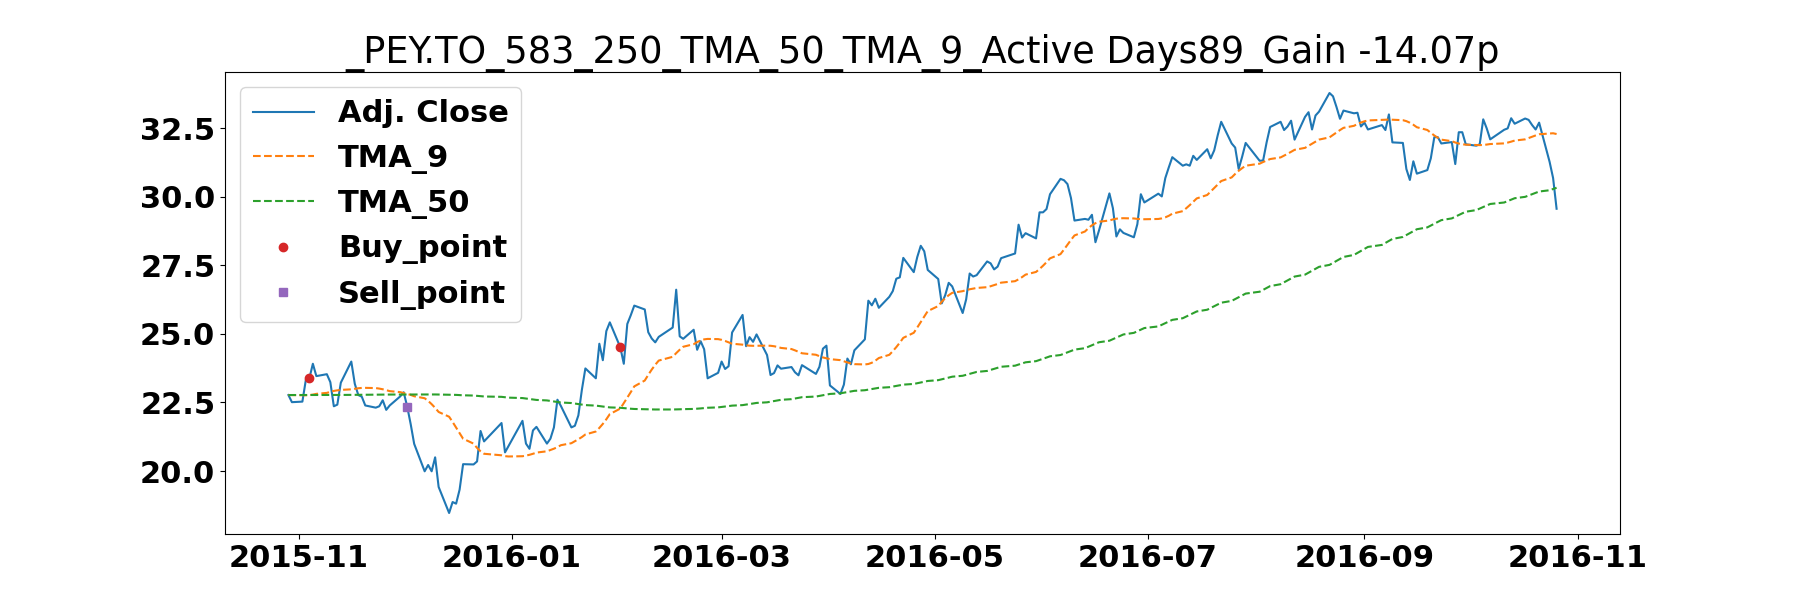 _PEY.TO_583_250_TMA_50_TMA_9_Active Days89_Gain -14.07p
Adj. Close
TMA_9
TMA_50
Buy_point
Sell_point
32.5
30.0
27.5
25.0
22.5
20.0
2015-11 2016-01 2016-03 2016-05 2016-07 2016-09 2016-11